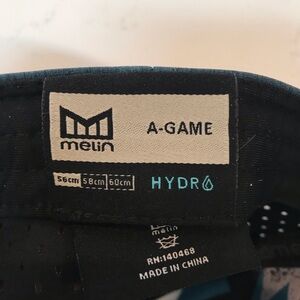 melin
A-GAME
56cm 58cm 60cm HYDRO
melin
RN:140468
MADE IN CHINA